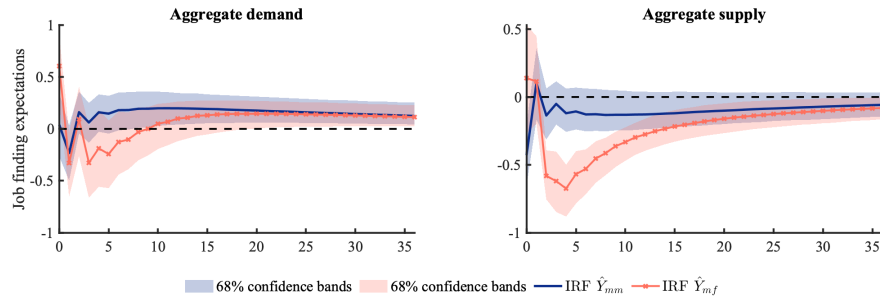 Aggregate demand
Aggregate supply
Job finding expectations
1
0.5
0
-0.5
-1
0 5 10 15 20 25 30 35
0.5
0
-0.5
-1
0 5 10 15 20 25 30 35
68% confidence bands 68% confidence bands IRF Ŷmm IRF Ŷmf